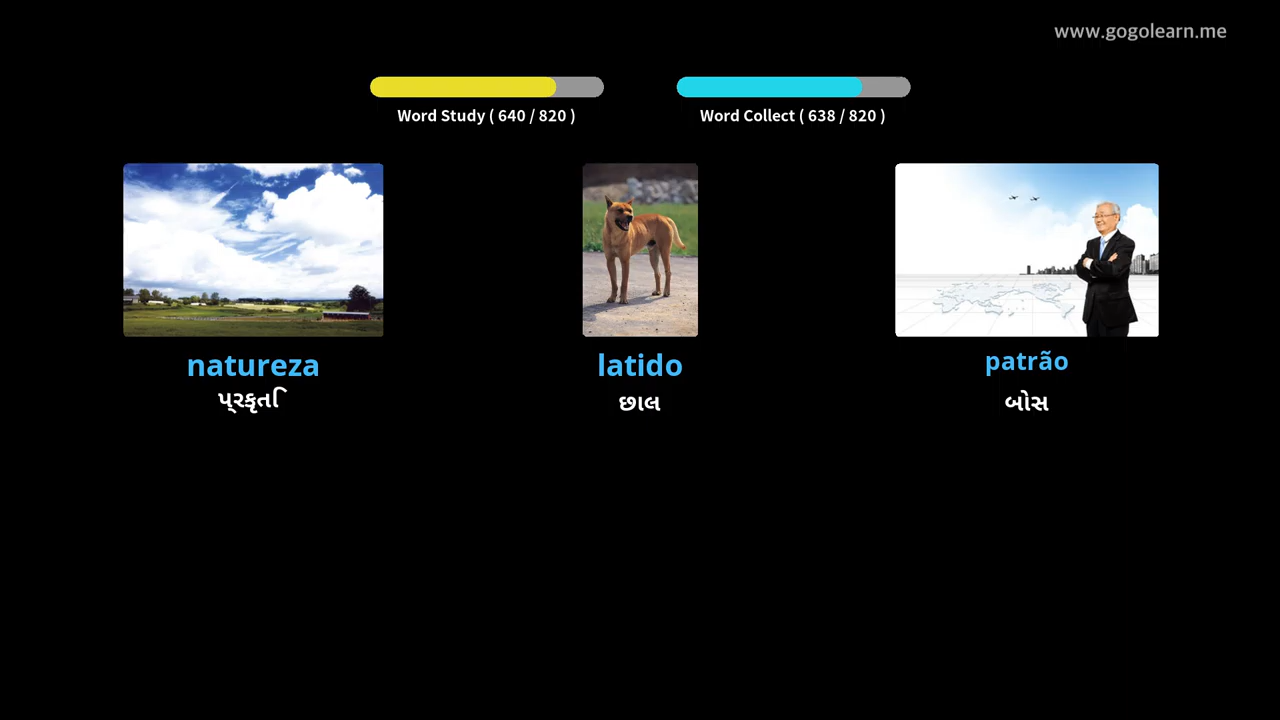 www.gogolearn.me
Word Study ( 640 / 820 )
Word Collect ( 638 / 820 )
natureza
latido
patrão
પ્રકૃતિ
છાલ
બોસ